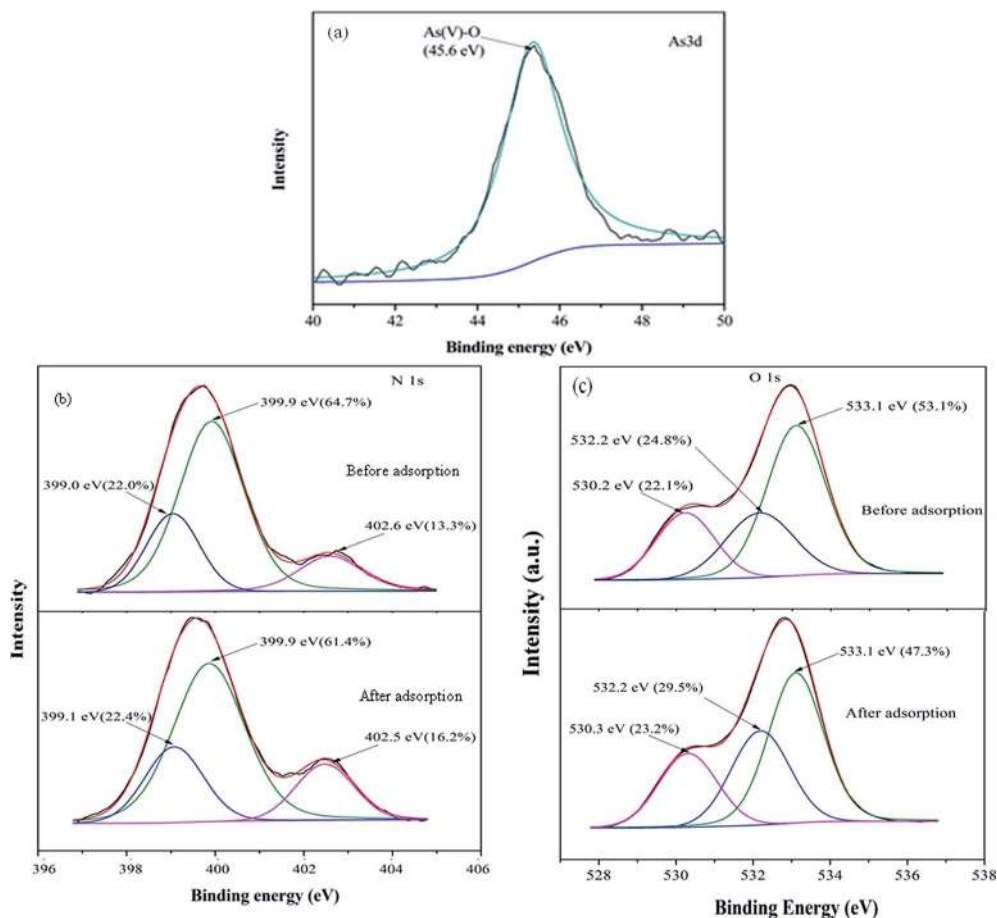 (a)
As(V)-O
(45.6 eV)
As3d
Intensity
40 42 44 46 48 50
Binding energy (eV)
(b)
N 1s
399.9 eV(64.7%)
Before adsorption
399.0 eV(22.0%)
402.6 eV(13.3%)
399.9 eV(61.4%)
After adsorption
399.1 eV(22.4%)
402.5 eV(16.2%)
Intensity
396 398 400 402 404 406
Binding energy (eV)
(c)
O 1s
533.1 eV (53.1%)
532.2 eV (24.8%)
530.2 eV (22.1%)
Before adsorption
533.1 eV (47.3%)
532.2 eV (29.5%)
After adsorption
530.3 eV (23.2%)
Intensity (a.u.)
528 530 532 534 536 538
Binding Energy (eV)